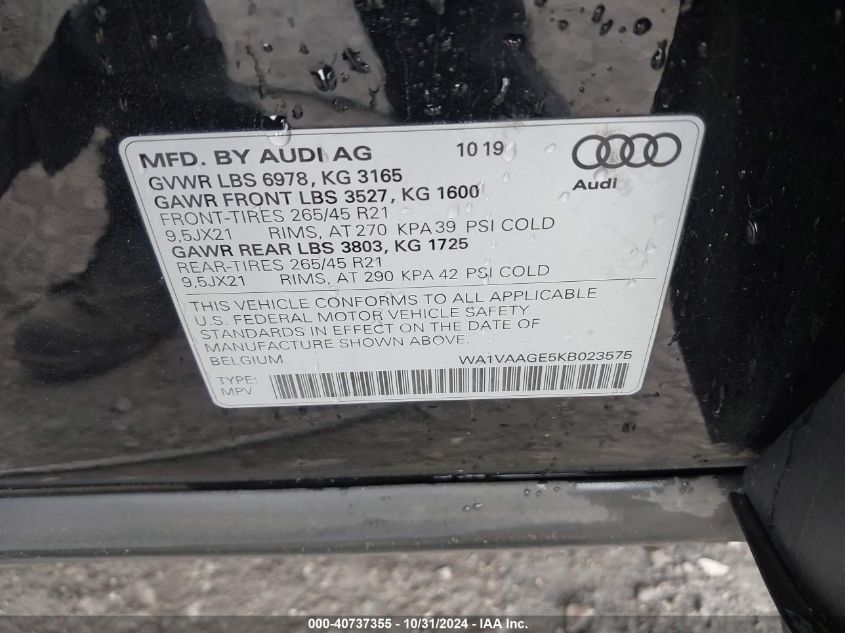 MFD. BY AUDI AG 10 19
GVWR LBS 6978, KG 3165
GAWR FRONT LBS 3527, KG 1600
FRONT-TIRES 265/45 R21
9,5JX21 RIMS, AT 270 KPA 39 PSI COLD
GAWR REAR LBS 3803, KG 1725
REAR-TIRES 265/45 R21
9,5JX21 RIMS, AT 290 KPA 42 PSI COLD
Audi
THIS VEHICLE CONFORMS TO ALL APPLICABLE
U.S. FEDERAL MOTOR VEHICLE SAFETY
STANDARDS IN EFFECT ON THE DATE OF
MANUFACTURE SHOWN ABOVE.
BELGIUM WA1VAAGE5KB023575
TYPE:
MPV
000-40737355 - 10/31/2024 - IAA Inc.